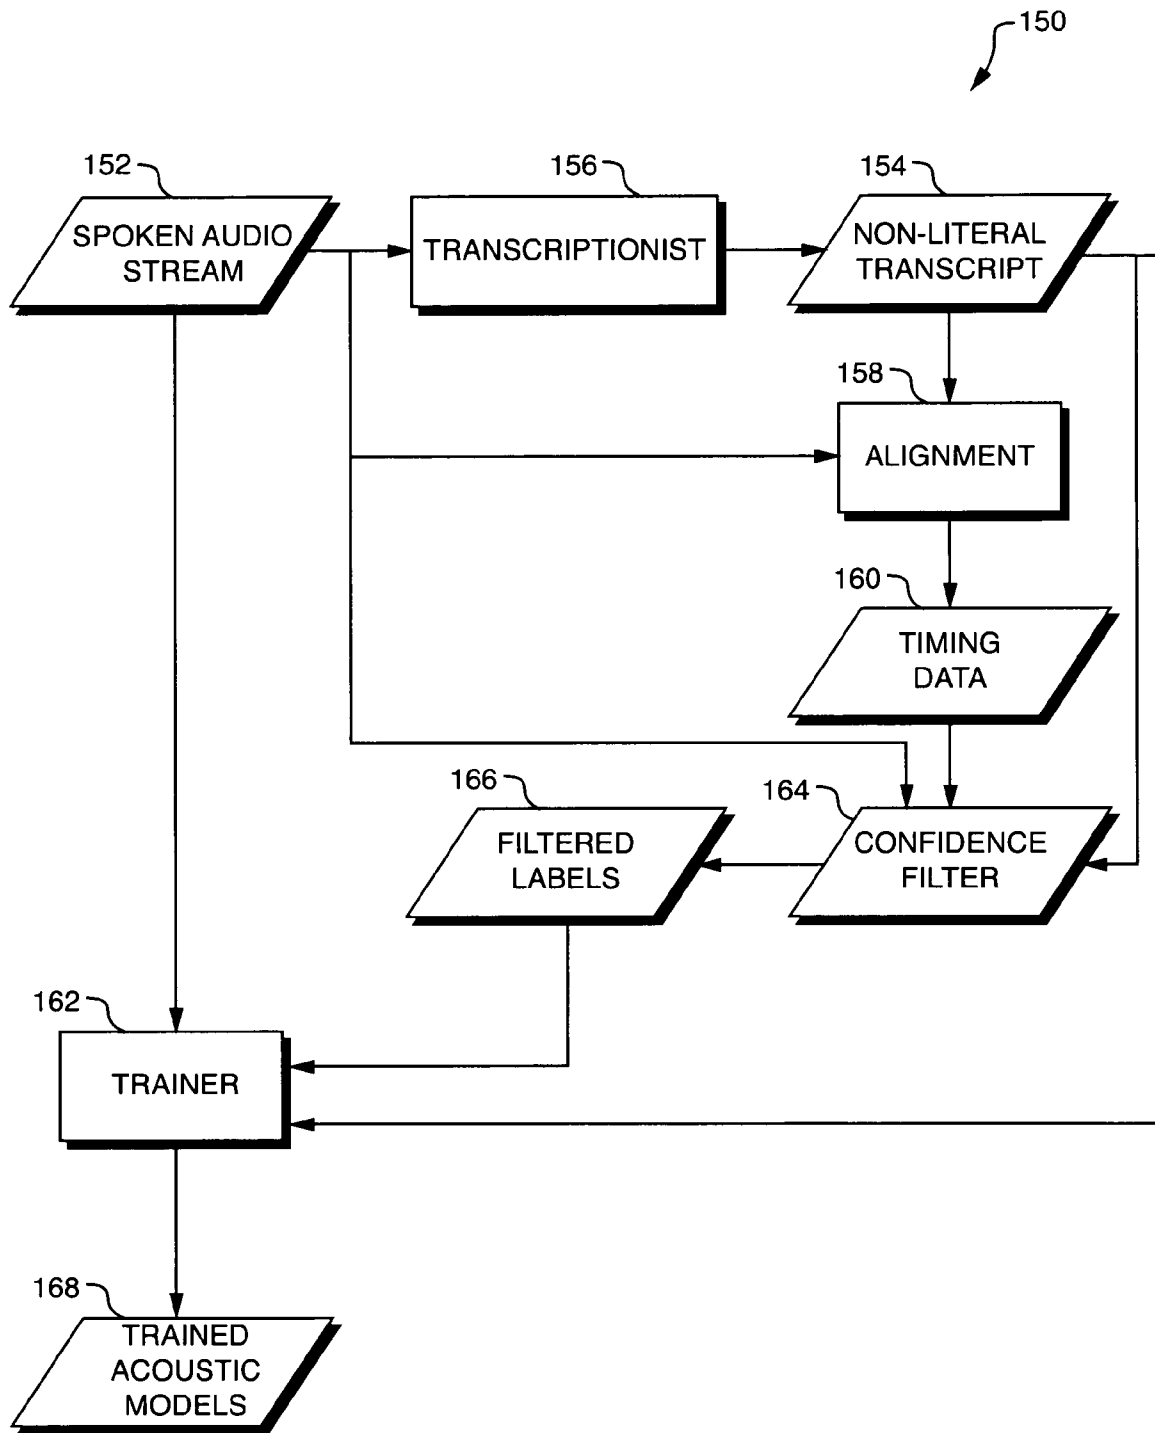 150
152
156
154
SPOKEN AUDIO
STREAM
TRANSCRIPTIONIST
NON-LITERAL
TRANSCRIPT
158
ALIGNMENT
160
TIMING
DATA
166
164
FILTERED
LABELS
CONFIDENCE
FILTER
162
TRAINER
168
TRAINED
ACOUSTIC
MODELS